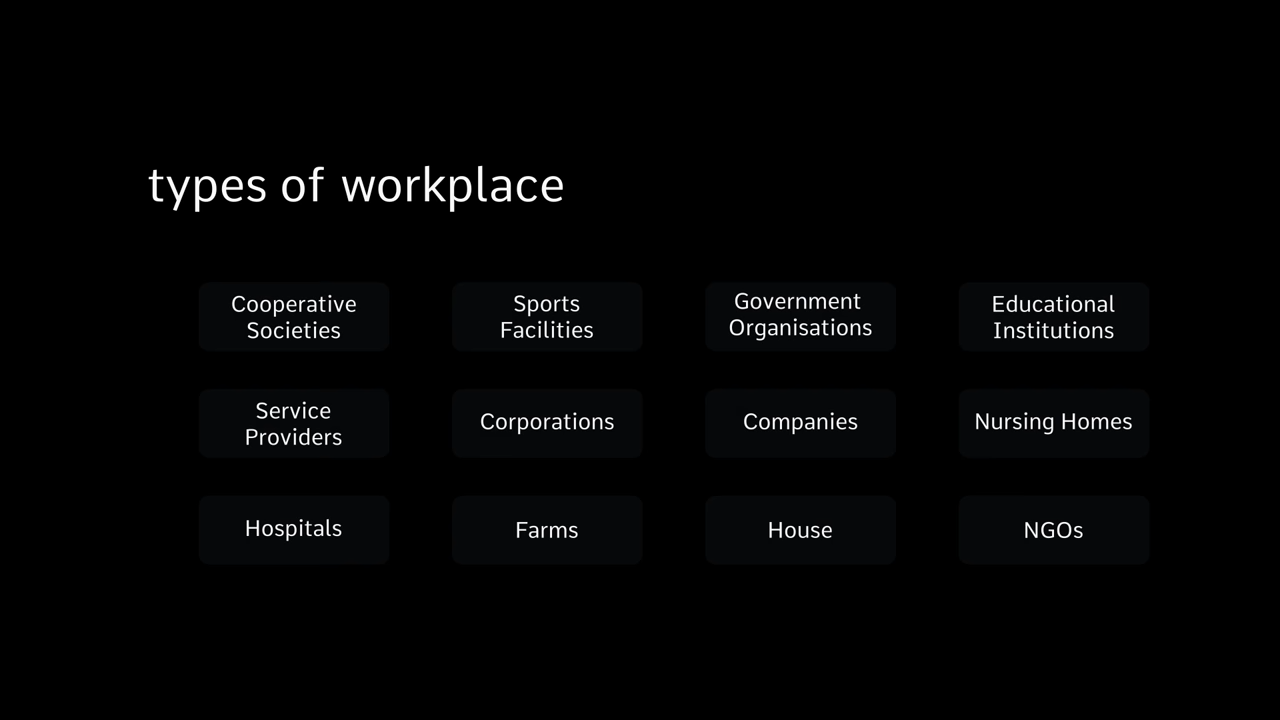 types of workplace
Cooperative
Societies
Sports
Facilities
Government
Organisations
Educational
Institutions
Service
Providers
Corporations
Companies
Nursing Homes
Hospitals
Farms
House
NGOs